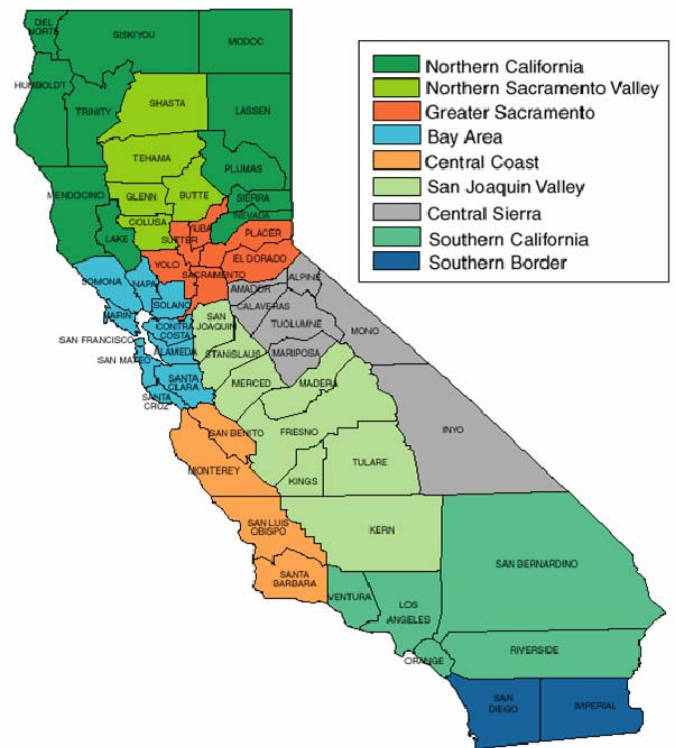 DEL
NORTE
SISKIYOU
MODOC
HUMBOLDT
TRINITY
SHASTA
LASSEN
TEHAMA
PLUMAS
MENDOCINO
GLENN
BUTTE
SIERRA
NEVADA
COLUSA
YUBA
LAKE
SUTTER
PLACER
YOLO
EL DORADO
SOMONA
NAPA
SACRAMENTO
ALPINE
SOLANO
AMADOR
MARIN
CALAVERAS
SAN
JOAQUIN
TUOLUMNE
MONO
CONTRA
COSTA
SAN FRANCISCO
ALAMEDA
STANISLAUS
MARIPOSA
SAN MATEO
SANTA
CLARA
MERCED
MADERA
SANTA
CRUZ
SAN BENITO
FRESNO
INYO
MONTEREY
TULARE
KINGS
SAN LUIS
OBISPO
KERN
SAN BERNARDINO
SANTA
BARBARA
VENTURA
LOS
ANGELES
ORANGE
RIVERSIDE
SAN
DIEGO
IMPERIAL
Northern California
Northern Sacramento Valley
Greater Sacramento
Bay Area
Central Coast
San Joaquin Valley
Central Sierra
Southern California
Southern Border